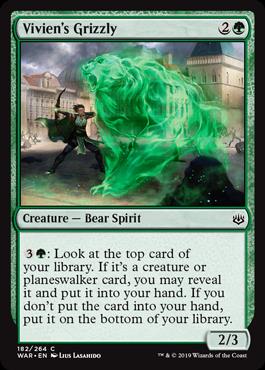 Vivien's Grizzly 2
Creature — Bear Spirit
3 : Look at the top card of
your library. If it's a creature or
planeswalker card, you may reveal
it and put it into your hand. If you
don't put the card into your hand,
put it on the bottom of your library.
2/3
182/264 C
WAR • EN LIUS LASAHIDO
™ & © 2019 Wizards of the Coast